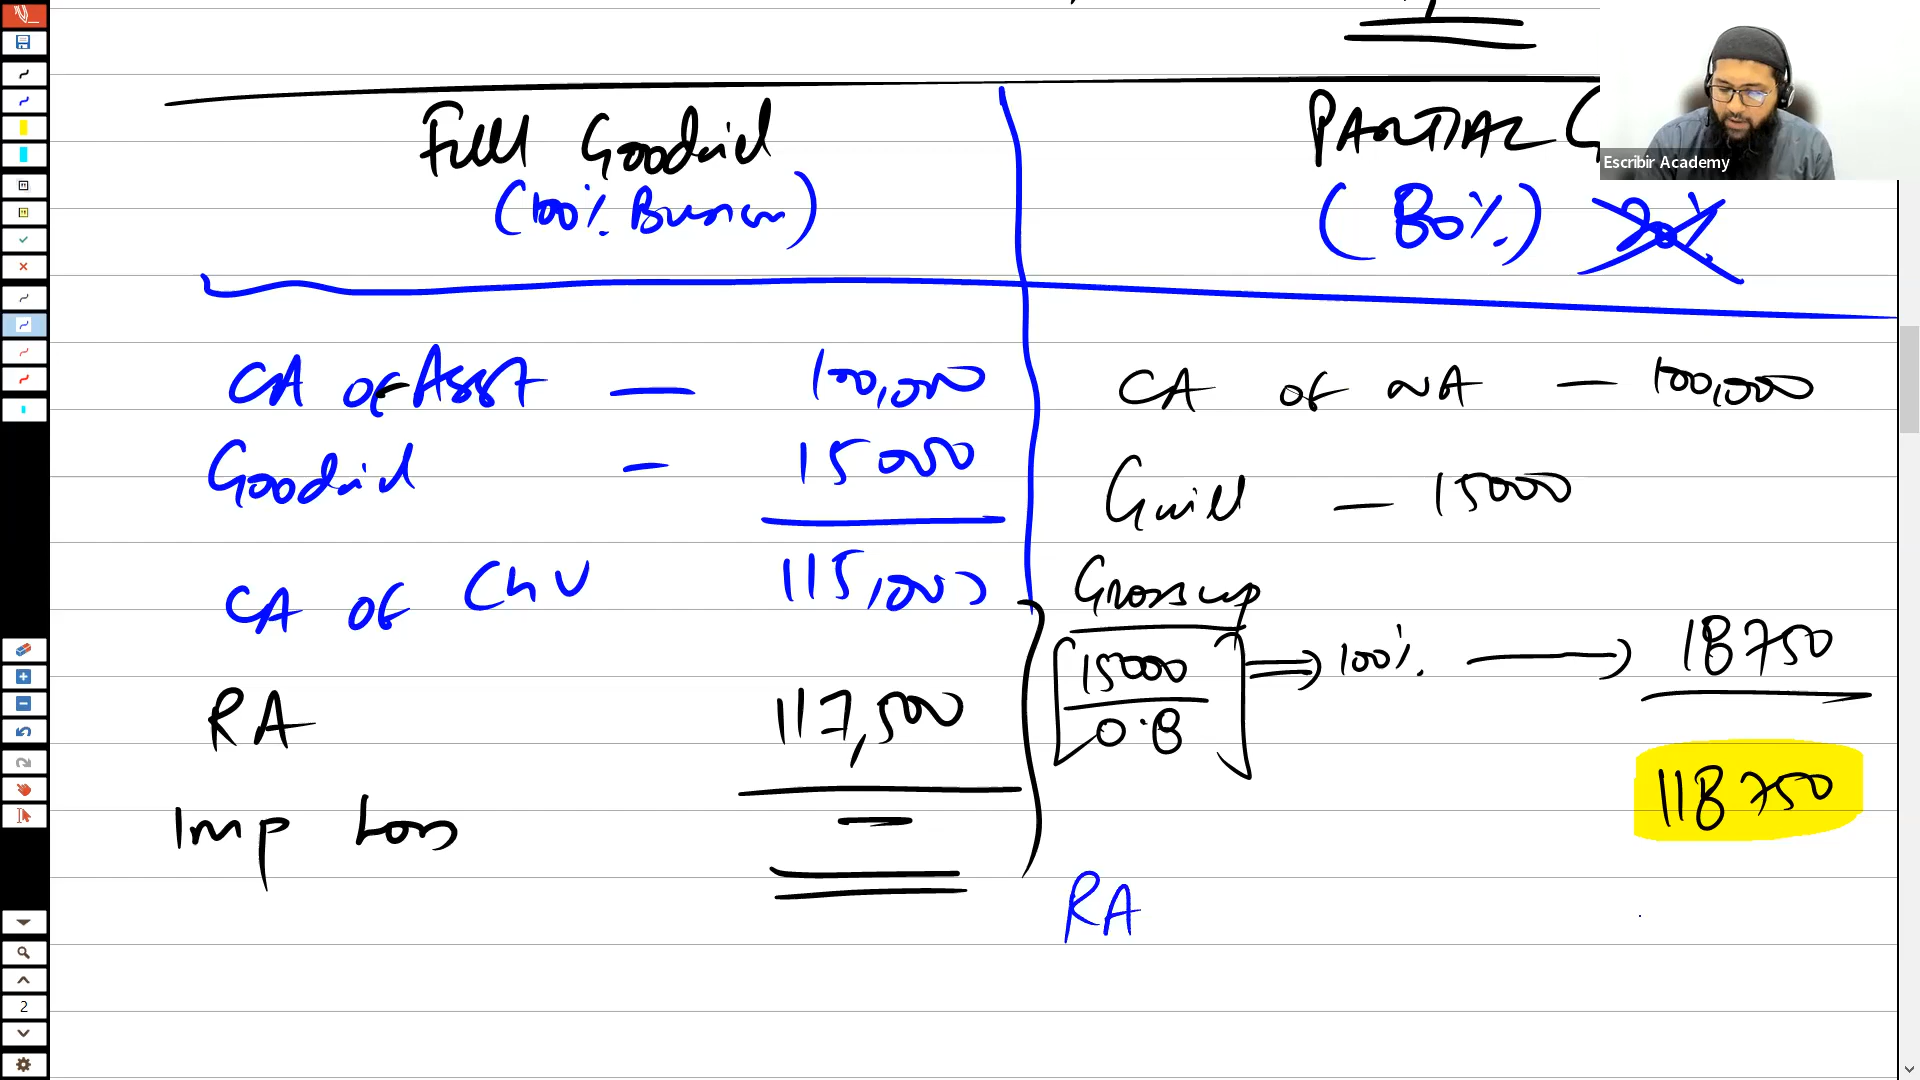 Full Goodwill
(100% Business)
PARTIAL G
(80%) 20%
Escribir Academy
CA of Asst — 100,000
Goodwill — 15000
CA of CGU 115,000
RA 117,500
Imp Loss —
CA of NA — 100,000
Gwill — 15000
Gross up
15000
0.8
⇒ 100% → 18750
118750
RA
2